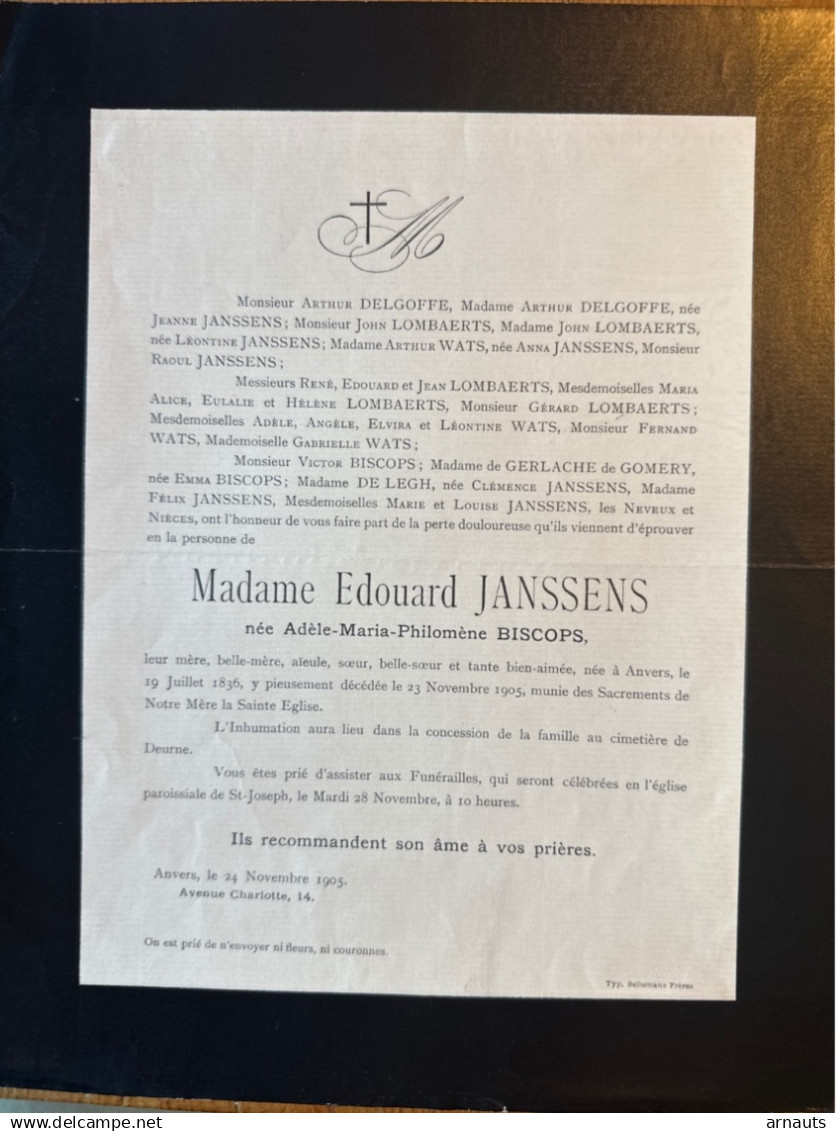 M
Monsieur ARTHUR DELGOFFE, Madame ARTHUR DELGOFFE, née
JEANNE JANSSENS; Monsieur JOHN LOMBAERTS, Madame JOHN LOMBAERTS,
née LÉONTINE JANSSENS; Madame ARTHUR WATS, née ANNA JANSSENS, Monsieur
RAOUL JANSSENS;
Messieurs RENÉ, EDOUARD et JEAN LOMBAERTS, Mesdemoiselles MARIA
ALICE, EULALIE et HÉLÈNE LOMBAERTS, Monsieur GÉRARD LOMBAERTS;
Mesdemoiselles ADÈLE, ANGÈLE, ELVIRA et LÉONTINE WATS, Monsieur FERNAND
WATS, Mademoiselle GABRIELLE WATS;
Monsieur VICTOR BISCOPS; Madame de GERLACHE de GOMERY,
née EMMA BISCOPS; Madame DE LEGH, née CLÉMENCE JANSSENS, Madame
FÉLIX JANSSENS, Mesdemoiselles MARIE et LOUISE JANSSENS, les NEVEUX et
NIÈCES, ont l'honneur de vous faire part de la perte douloureuse qu'ils viennent d'éprouver
en la personne de
Madame Edouard JANSSENS
née Adèle-Maria-Philomène BISCOPS,
leur mère, belle-mère, aïeule, sœur, belle-sœur et tante bien-aimée, née à Anvers, le
19 Juillet 1836, y pieusement décédée le 23 Novembre 1905, munie des Sacrements de
Notre Mère la Sainte Eglise.
L'Inhumation aura lieu dans la concession de la famille au cimetière de
Deurne.
Vous êtes prié d'assister aux Funérailles, qui seront célébrées en l'église
paroissiale de St-Joseph, le Mardi 28 Novembre, à 10 heures.
Ils recommandent son âme à vos prières.
Anvers, le 24 Novembre 1905.
Avenue Charlotte, 14.
On est prié de n'envoyer ni fleurs, ni couronnes.
Typ. Bellemans Frères
delcampe.net
arnauts